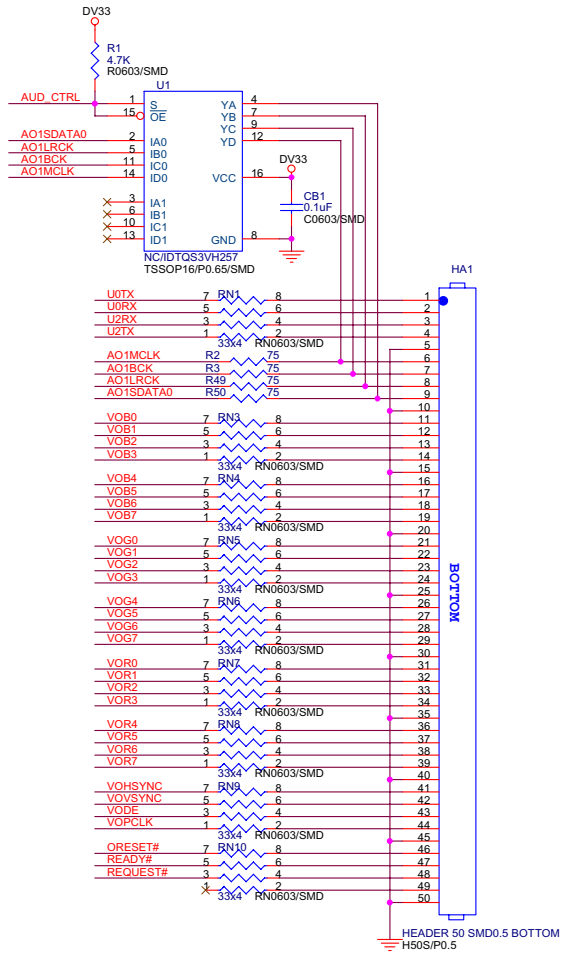 DV33
R1
4.7K
R0603/SMD
U1
AUD_CTRL 1 S YA 4
15 OE YB 7
YC 9
AO1SDATA0 2 IA0 YD 12
AO1LRCK 5 IB0
AO1BCK 11 IC0
AO1MCLK 14 ID0 VCC 16
DV33
3 IA1
6 IB1
10 IC1
13 ID1 GND 8
CB1
0.1uF
C0603/SMD
NC/IDTQS3VH257
TSSOP16/P0.65/SMD
HA1
U0TX 7 RN1 8 1
U0RX 5 6 2
U2RX 3 4 3
U2TX 1 2 4
33x4 RN0603/SMD
5
AO1MCLK R2 75 6
AO1BCK R3 75 7
AO1LRCK R49 75 8
AO1SDATA0 R50 75 9
10
VOB0 7 RN3 8 11
VOB1 5 6 12
VOB2 3 4 13
VOB3 1 2 14
33x4 RN0603/SMD
15
VOB4 7 RN4 8 16
VOB5 5 6 17
VOB6 3 4 18
VOB7 1 2 19
33x4 RN0603/SMD
20
VOG0 7 RN5 8 21
VOG1 5 6 22
VOG2 3 4 23
VOG3 1 2 24
33x4 RN0603/SMD
25
VOG4 7 RN6 8 26
VOG5 5 6 27
VOG6 3 4 28
VOG7 1 2 29
33x4 RN0603/SMD
30
VOR0 7 RN7 8 31
VOR1 5 6 32
VOR2 3 4 33
VOR3 1 2 34
33x4 RN0603/SMD
35
VOR4 7 RN8 8 36
VOR5 5 6 37
VOR6 3 4 38
VOR7 1 2 39
33x4 RN0603/SMD
40
VOHSYNC 7 RN9 8 41
VOVSYNC 5 6 42
VODE 3 4 43
VOPCLK 1 2 44
33x4 RN0603/SMD
45
ORESET# 7 RN10 8 46
READY# 5 6 47
REQUEST# 3 4 48
1 2 49
33x4 RN0603/SMD
50
BOTTOM
HEADER 50 SMD0.5 BOTTOM
H50S/P0.5